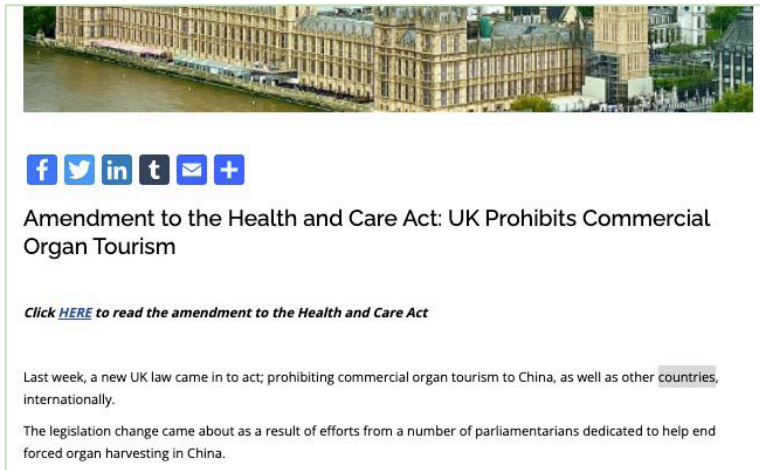 Amendment to the Health and Care Act: UK Prohibits Commercial
Organ Tourism
Click HERE to read the amendment to the Health and Care Act
Last week, a new UK law came in to act; prohibiting commercial organ tourism to China, as well as other countries,
internationally.
The legislation change came about as a result of efforts from a number of parliamentarians dedicated to help end
forced organ harvesting in China.